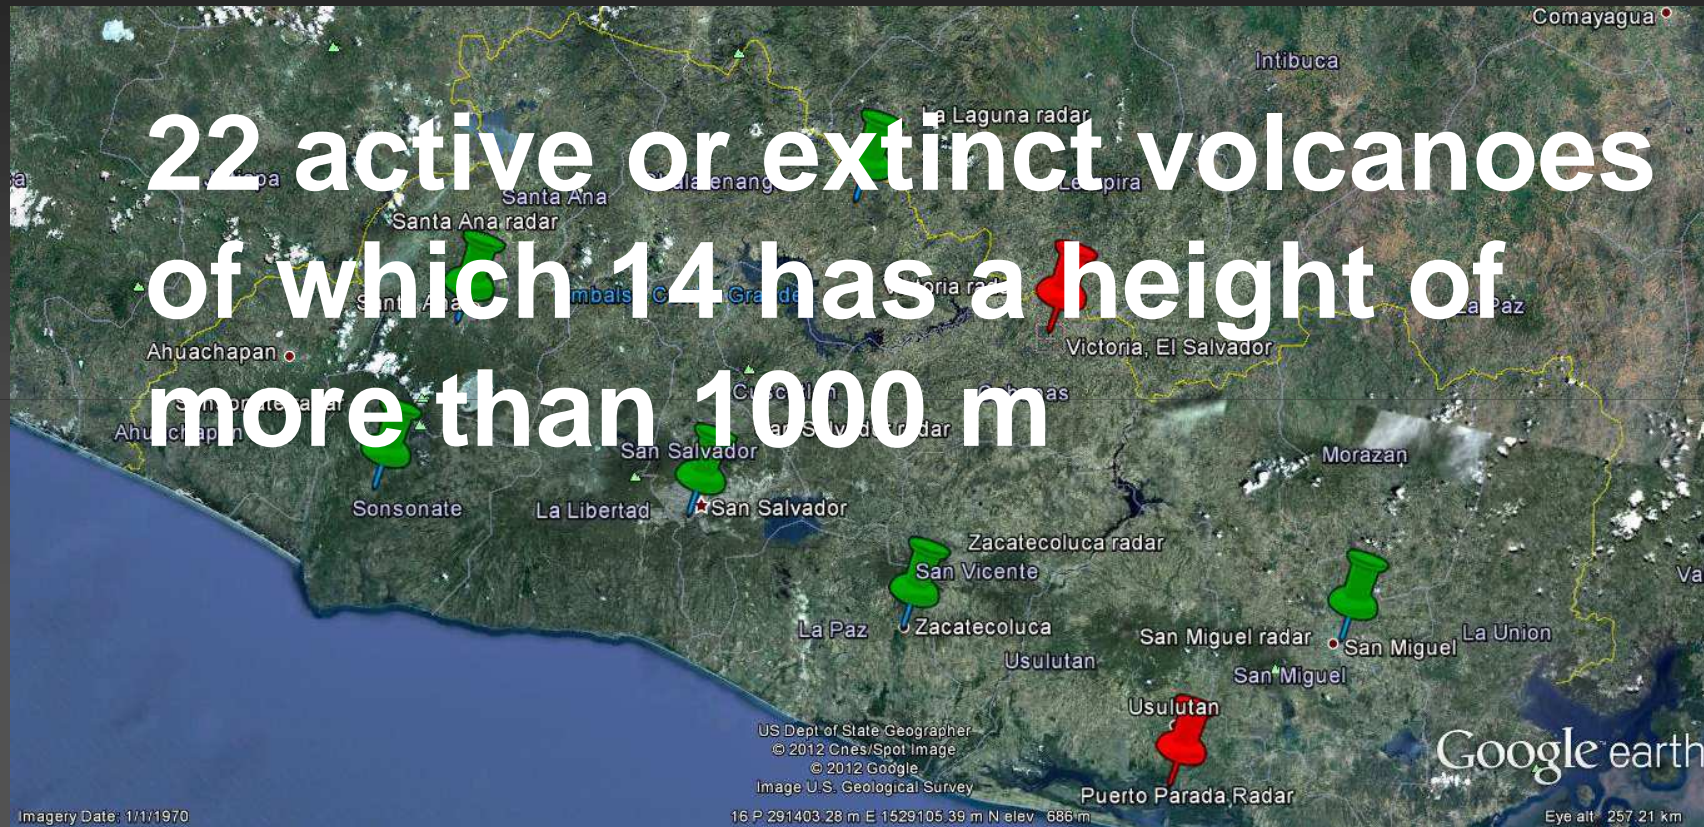 Comayagua
Intibuca
La Laguna radar
22 active or extinct volcanoes
Santa Ana
Santa Ana radar
of which 14 has a height of
Santa Ana
La Paz
Ahuachapan
Victoria, El Salvador
more than 1000 m
Ahuachapan
San Salvador
Morazan
Sonsonate
La Libertad
San Salvador
Zacatecoluca radar
San Vicente
La Paz
Zacatecoluca
San Miguel radar
San Miguel
La Union
Usulutan
San Miguel
Usulutan
US Dept of State Geographer
© 2012 Cnes/Spot Image
© 2012 Google
Image U.S. Geological Survey
Google earth
Puerto Parada Radar
Imagery Date: 1/1/1970
16 P 291403.28 m E 1529105.39 m N elev 686 m
Eye alt 257.21 km